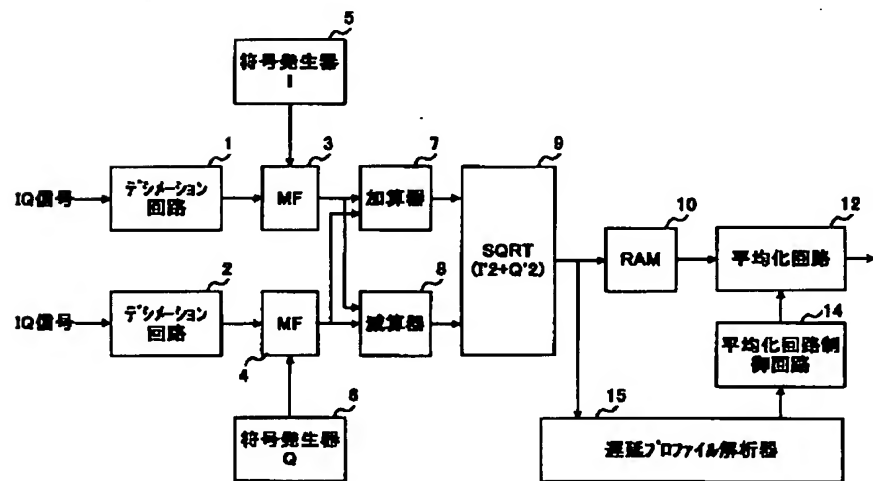 5
符号発生器
I
1
3
7
9
IQ信号
デシメーション
回路
MF
加算器
10
12
SQRT
(I^2+Q^2)
RAM
平均化回路
2
8
IQ信号
デシメーション
回路
MF
減算器
14
4
平均化回路制
御回路
6
15
符号発生器
Q
遅延プロファイル解析器